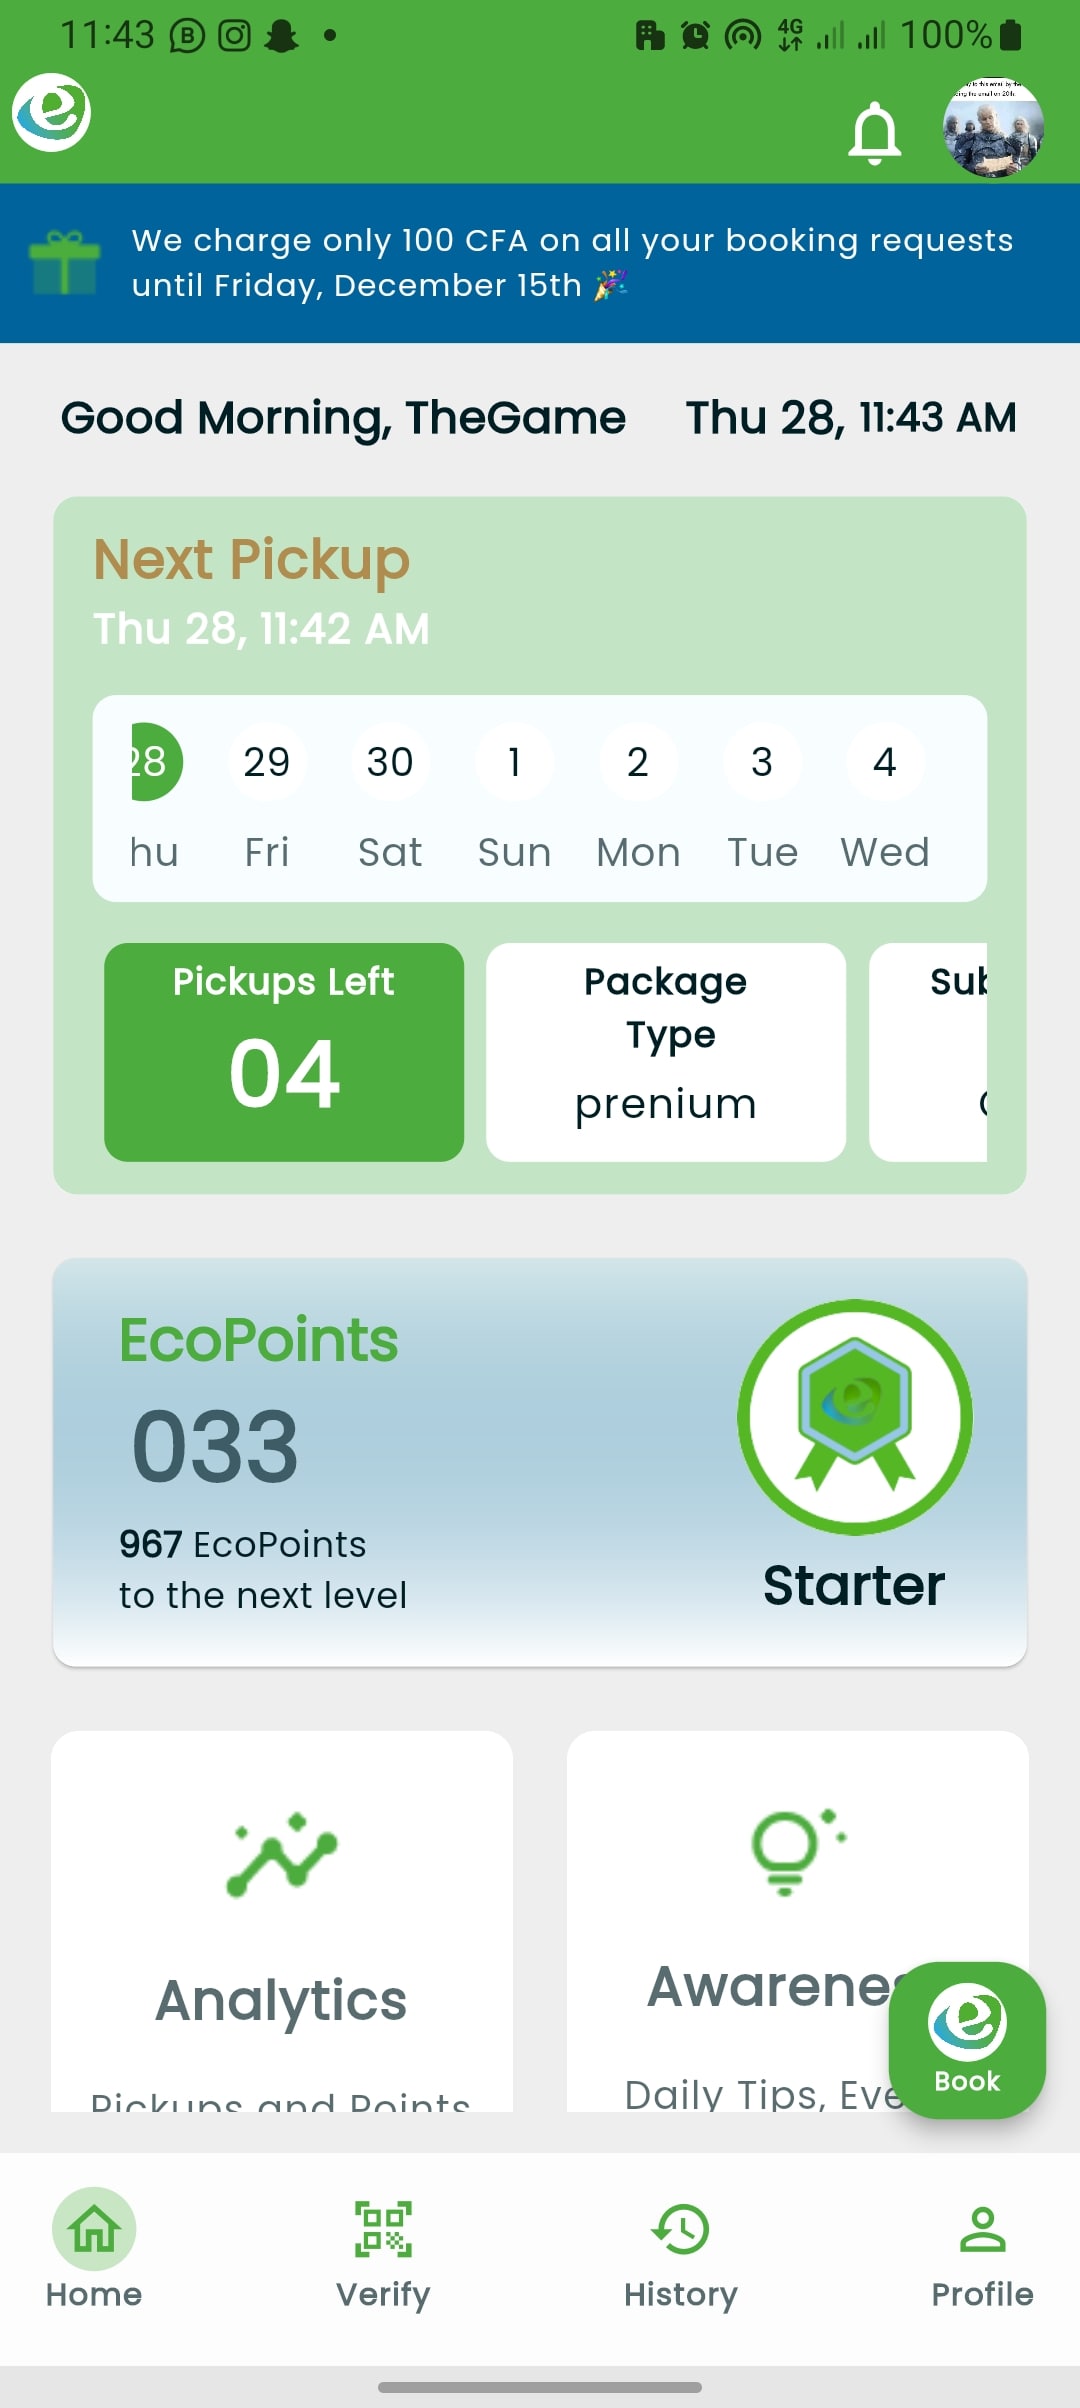 11:43
4G
100%
We charge only 100 CFA on all your booking requests
until Friday, December 15th 🎉
Good Morning, TheGame
Thu 28, 11:43 AM
Next Pickup
Thu 28, 11:42 AM
28 29 30 1 2 3 4
hu Fri Sat Sun Mon Tue Wed
Pickups Left
04
Package
Type
prenium
Sub
EcoPoints
033
967 EcoPoints
to the next level
Starter
Analytics
Pickups and Points
Awarenes
Daily Tips, Eve
Book
Home
Verify
History
Profile